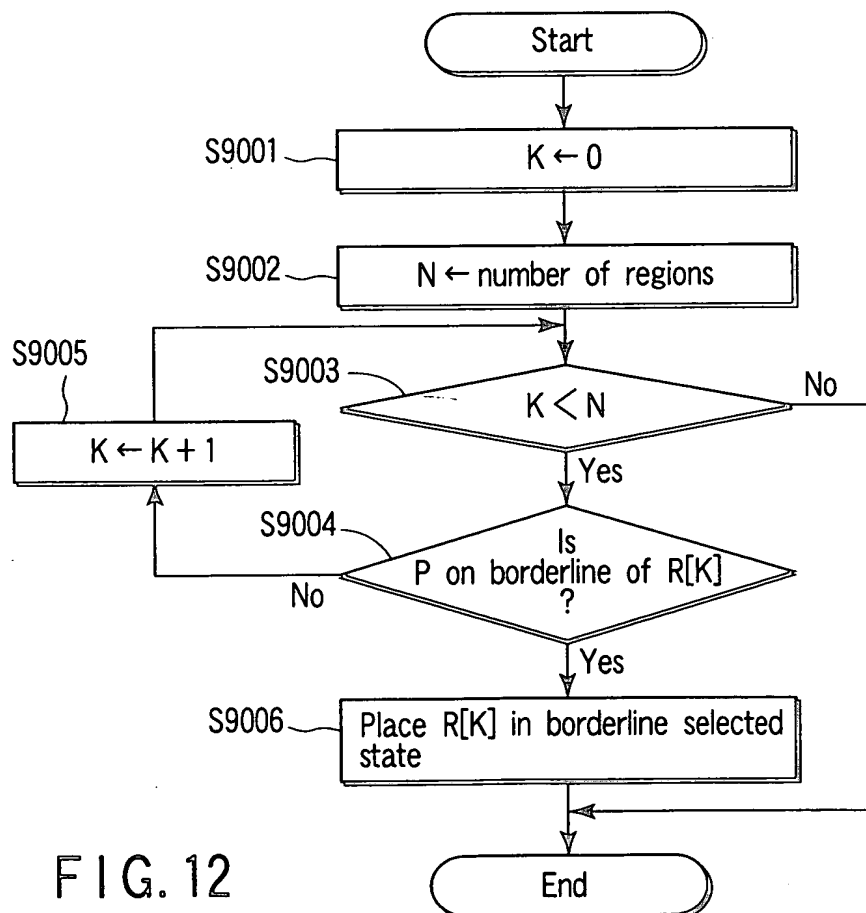 Start
S9001
K ← 0
S9002
N ← number of regions
S9005
S9003
K < N
No
K ← K + 1
Yes
S9004
Is
P on borderline of R[K]
?
No
Yes
S9006
Place R[K] in borderline selected
state
FIG. 12
End